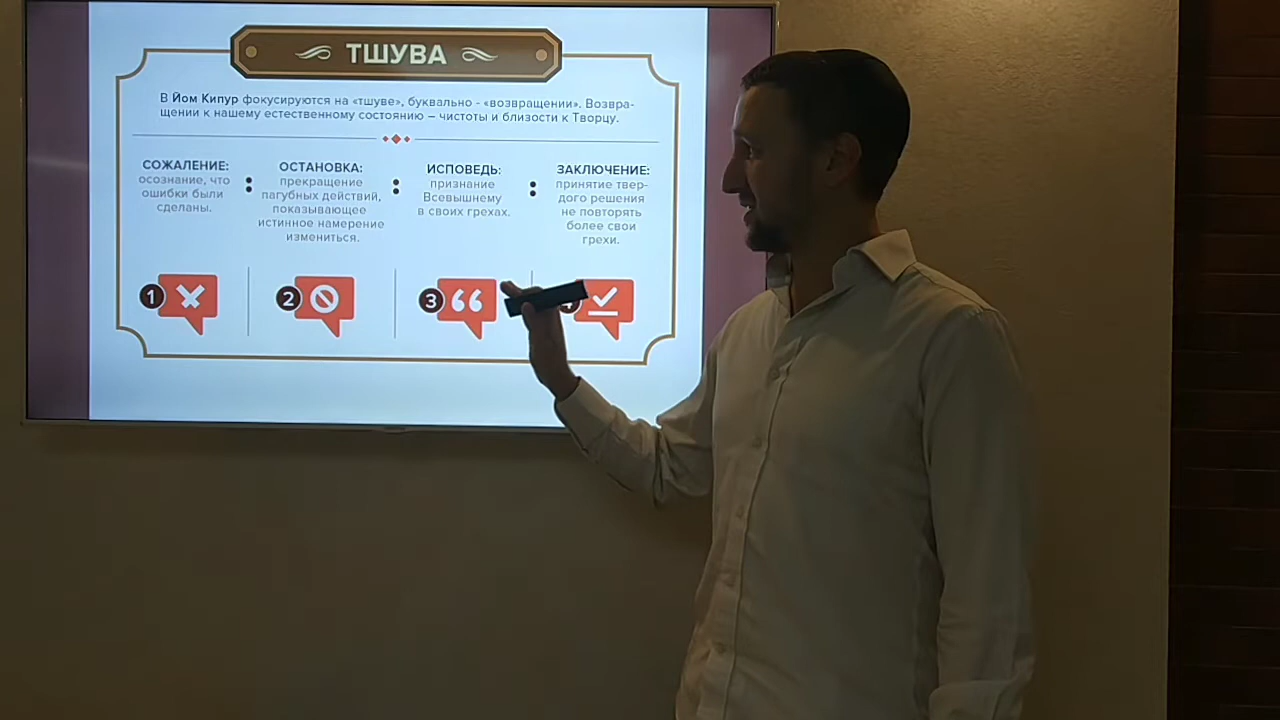 ТШУВА
В Йом Кипур фокусируются на «тшуве», буквально - «возвращении». Возвра-
щении к нашему естественному состоянию – чистоты и близости к Творцу.
СОЖАЛЕНИЕ:
осознание, что
ошибки были
сделаны.
ОСТАНОВКА:
прекращение
пагубных действий,
показывающее
истинное намерение
измениться.
ИСПОВЕДЬ:
признание
Всевышнему
в своих грехах.
ЗАКЛЮЧЕНИЕ:
принятие твер-
дого решения
не повторять
более свои
грехи.
1
2
3
4